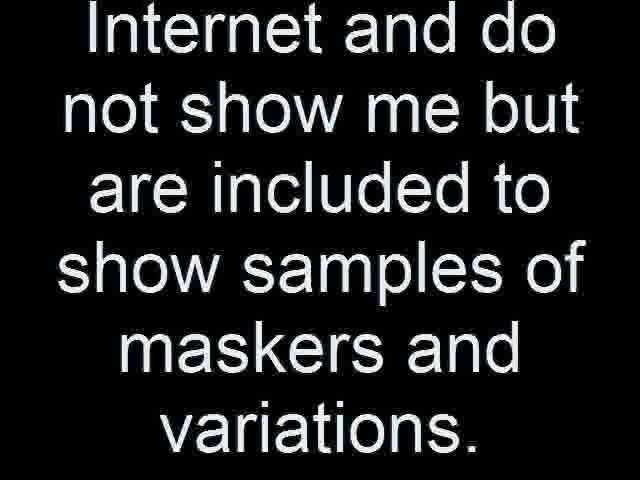 Internet and do
not show me but
are included to
show samples of
maskers and
variations.